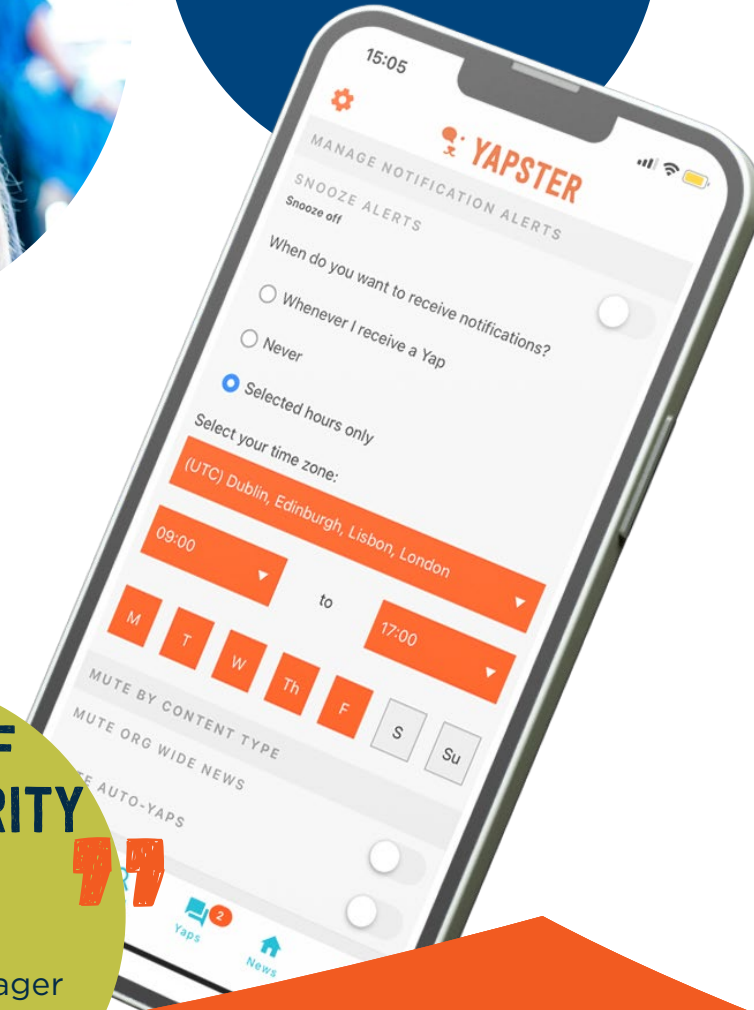 15:05
YAPSTER
MANAGE NOTIFICATION ALERTS
SNOOZE ALERTS
Snooze off
When do you want to receive notifications?
Whenever I receive a Yap
Never
Selected hours only
Select your time zone:
(UTC) Dublin, Edinburgh, Lisbon, London
09:00 to 17:00
M T W Th F S Su
MUTE BY CONTENT TYPE
MUTE ORG WIDE NEWS
AUTO-YAPS
2
Yaps News
”